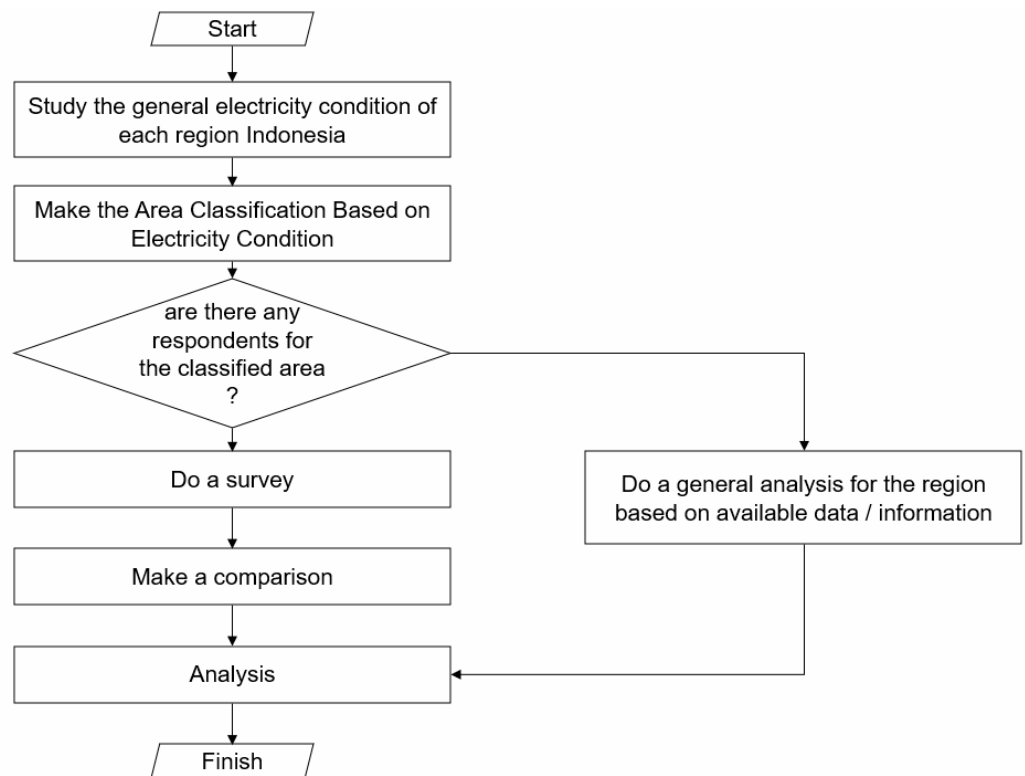 Start
Study the general electricity condition of
each region Indonesia
Make the Area Classification Based on
Electricity Condition
are there any
respondents for
the classified area
?
Do a survey
Do a general analysis for the region
based on available data / information
Make a comparison
Analysis
Finish